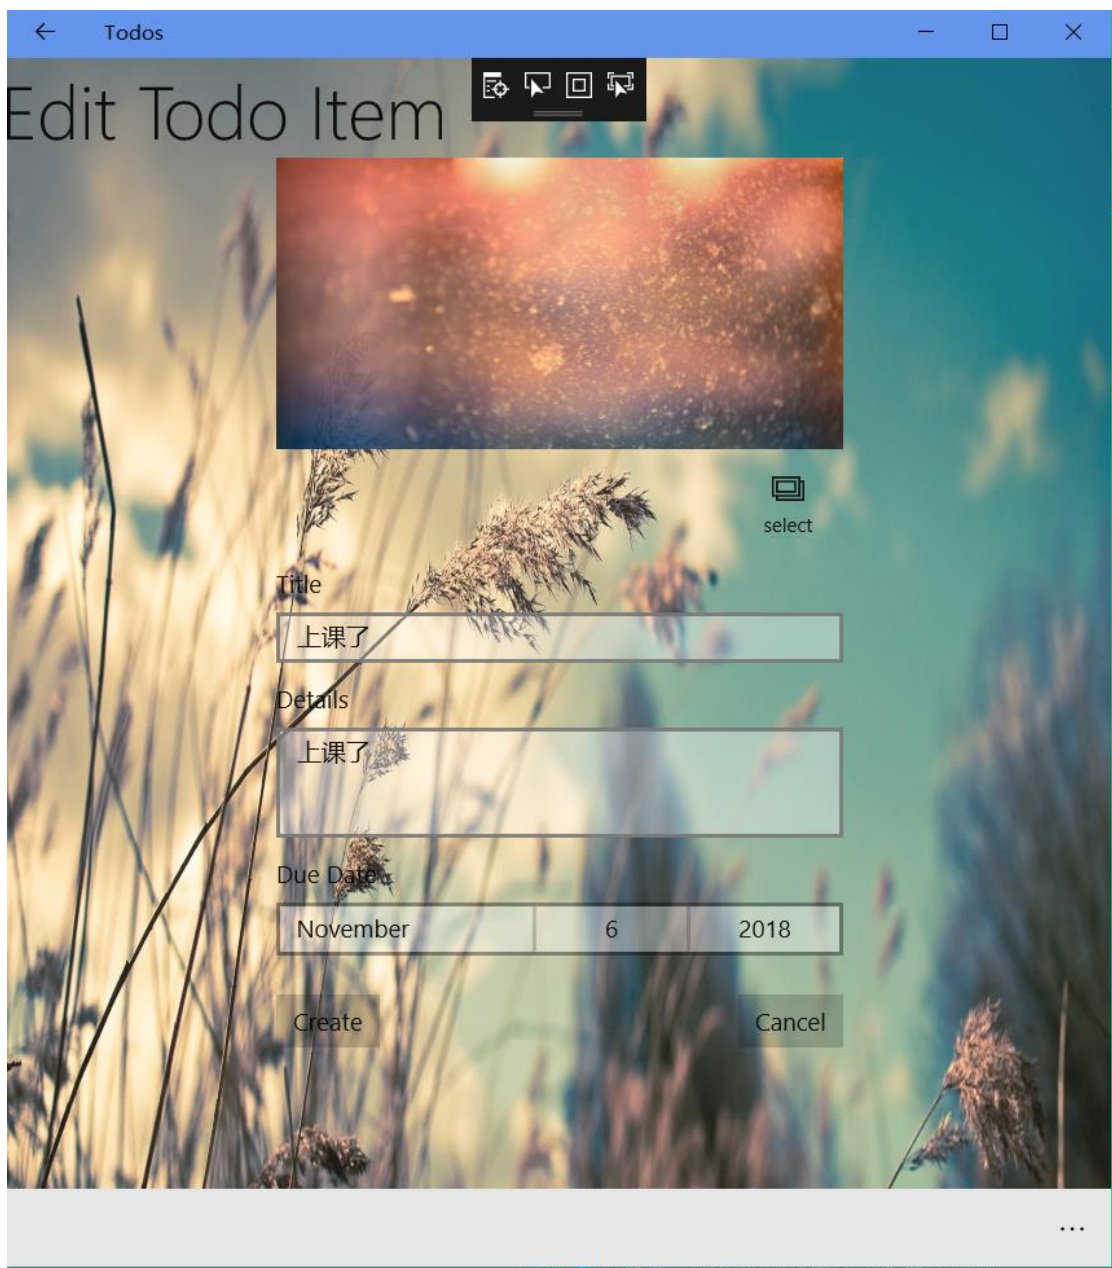 Todos
Edit Todo Item
select
Title
上课了
Details
上课了
Due Date
November 6 2018
Create Cancel
...